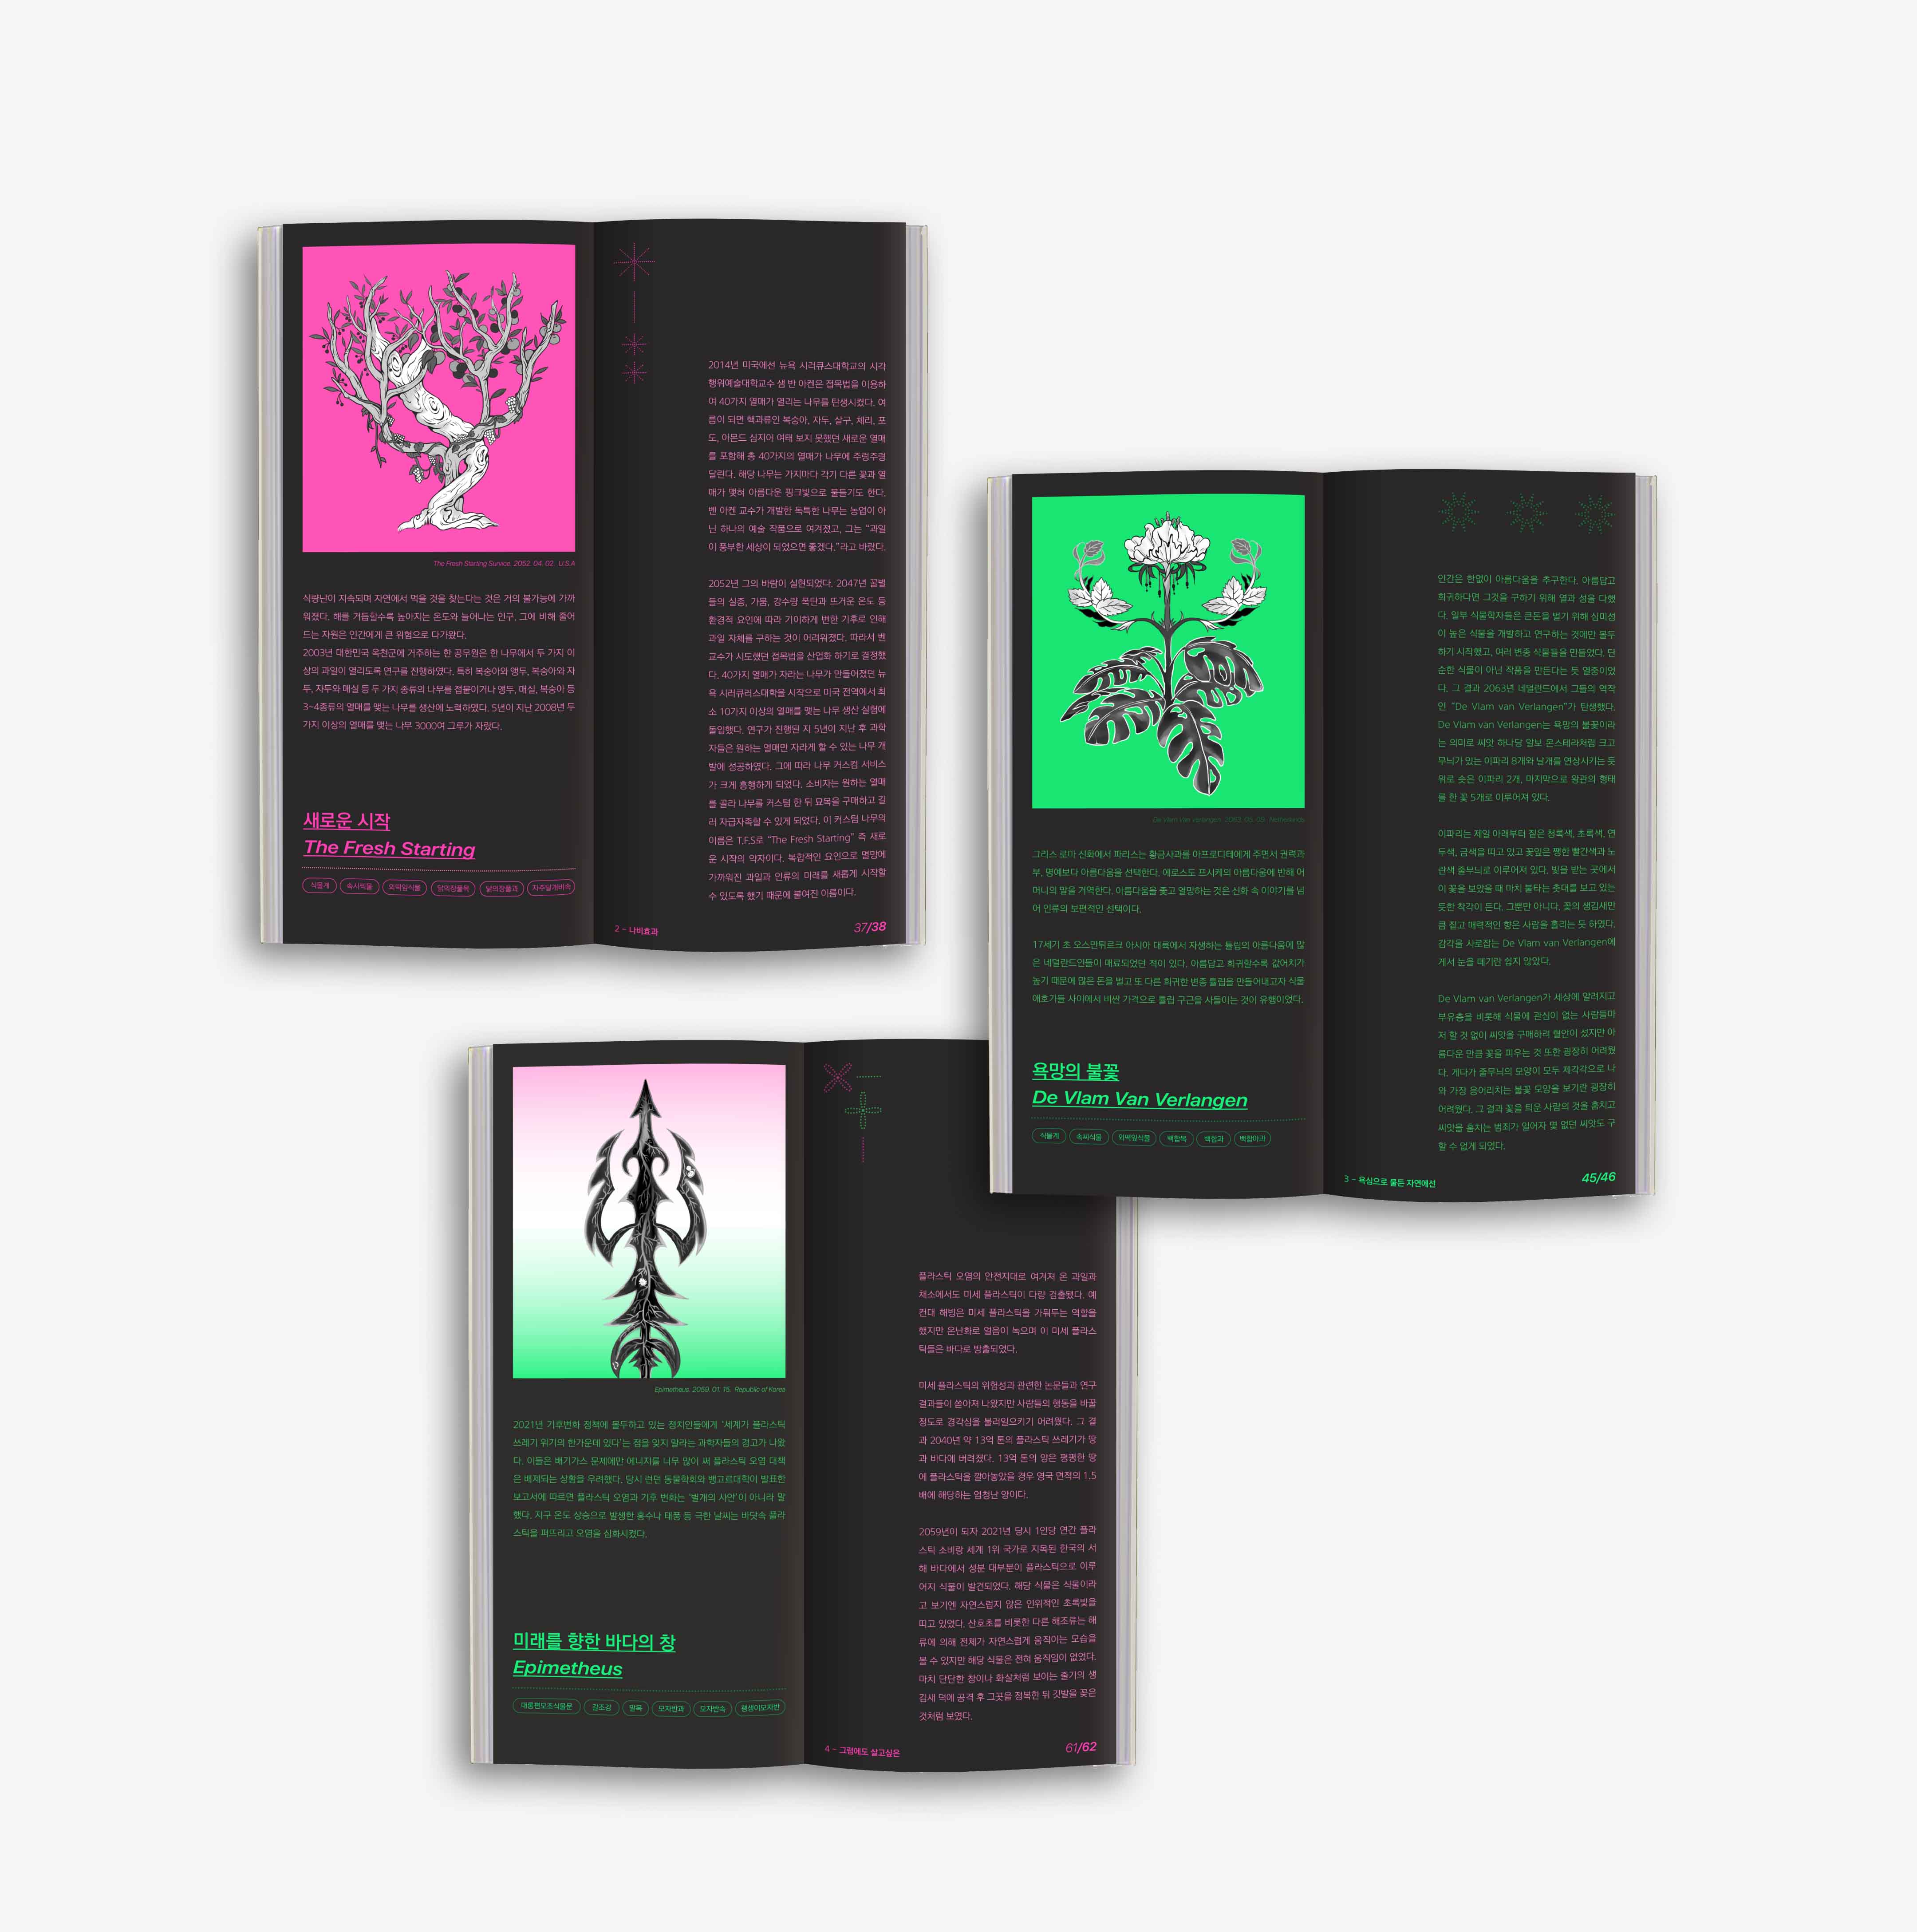 The Fresh Starting Survice, 2052. 04. 02. U.S.A
식량난이 지속되며 자연에서 먹을 것을 찾는다는 것은 거의 불가능에 가까
워졌다. 해를 거듭할수록 높아지는 온도와 늘어나는 인구, 그에 비해 줄어
드는 자원은 인간에게 큰 위협으로 다가왔다.
2003년 대한민국 옥천군에 거주하는 한 공무원은 한 나무에서 두 가지 이
상의 과일이 열리도록 연구를 진행하였다. 특히 복숭아와 앵두, 복숭아와 자
두, 자두와 매실 등 두 가지 종류의 나무를 접붙이거나 앵두, 매실, 복숭아 등
3~4종류의 열매를 맺는 나무를 생산에 노력하였다. 5년이 지난 2008년 두
가지 이상의 열매를 맺는 나무 3000여 그루가 자랐다.
새로운 시작
The Fresh Starting
식물계
속씨식물
외떡잎식물
닭의장풀목
닭의장풀과
자주달개비속
2014년 미국에선 뉴욕 시러큐스대학교의 시각
행위예술대학교수 샘 반 아켄은 접목법을 이용하
여 40가지 열매가 열리는 나무를 탄생시켰다. 여
름이 되면 핵과류인 복숭아, 자두, 살구, 체리, 포
도, 아몬드 심지어 여태 보지 못했던 새로운 열매
를 포함해 총 40가지의 열매가 나무에 주렁주렁
달린다. 해당 나무는 가지마다 각기 다른 꽃과 열
매가 맺혀 아름다운 핑크빛으로 물들기도 한다.
벤 아켄 교수가 개발한 독특한 나무는 농업이 아
닌 하나의 예술 작품으로 여겨졌고, 그는 “과일
이 풍부한 세상이 되었으면 좋겠다.”라고 바랐다.
2052년 그의 바람이 실현되었다. 2047년 꿀벌
들의 실종, 가뭄, 강수량 폭탄과 뜨거운 온도 등
환경적 요인에 따라 기이하게 변한 기후로 인해
과일 자체를 구하는 것이 어려워졌다. 따라서 벤
교수가 시도했던 접목법을 산업화 하기로 결정했
다. 40가지 열매가 자라는 나무가 만들어졌던 뉴
욕 시러큐러스대학을 시작으로 미국 전역에서 최
소 10가지 이상의 열매를 맺는 나무 생산 실험에
돌입했다. 연구가 진행된 지 5년이 지난 후 과학
자들은 원하는 열매만 자라게 할 수 있는 나무 개
발에 성공하였다. 그에 따라 나무 커스컴 서비스
가 크게 흥행하게 되었다. 소비자는 원하는 열매
를 골라 나무를 커스텀 한 뒤 묘목을 구매하고 길
러 자급자족할 수 있게 되었다. 이 커스텀 나무의
이름은 T.F.S로 “The Fresh Starting” 즉 새로
운 시작의 약자이다. 복합적인 요인으로 멸망에
가까워진 과일과 인류의 미래를 새롭게 시작할
수 있도록 했기 때문에 붙여진 이름이다.
2 – 나비효과
37/38
De Vlam Van Verlangen. 2063. 05. 09. Netherlands
그리스 로마 신화에서 파리스는 황금사과를 아프로디테에게 주면서 권력과
부, 명예보다 아름다움을 선택한다. 에로스도 프시케의 아름다움에 반해 어
머니의 말을 거역한다. 아름다움을 좇고 열망하는 것은 신화 속 이야기를 넘
어 인류의 보편적인 선택이다.
17세기 초 오스만튀르크 아시아 대륙에서 자생하는 튤립의 아름다움에 많
은 네덜란드인들이 매료되었던 적이 있다. 아름답고 희귀할수록 값어치가
높기 때문에 많은 돈을 벌고 또 다른 희귀한 변종 튤립을 만들어내고자 식물
애호가들 사이에서 비싼 가격으로 튤립 구근을 사들이는 것이 유행이었다.
욕망의 불꽃
De Vlam Van Verlangen
식물계
속씨식물
외떡잎식물
백합목
백합과
백합아과
인간은 한없이 아름다움을 추구한다. 아름답고
희귀하다면 그것을 구하기 위해 열과 성을 다했
다. 일부 식물학자들은 큰돈을 벌기 위해 심미성
이 높은 식물을 개발하고 연구하는 것에만 몰두
하기 시작했고, 여러 변종 식물들을 만들었다. 단
순한 식물이 아닌 작품을 만든다는 듯 열중이었
다. 그 결과 2063년 네덜란드에서 그들의 역작
인 “De Vlam van Verlangen”가 탄생했다.
De Vlam van Verlangen는 욕망의 불꽃이라
는 의미로 씨앗 하나당 알보 몬스테라처럼 크고
무늬가 있는 이파리 8개와 날개를 연상시키는 듯
위로 솟은 이파리 2개, 마지막으로 왕관의 형태
를 한 꽃 5개로 이루어져 있다.
이파리는 제일 아래부터 짙은 청록색, 초록색, 연
두색, 금색을 띠고 있고 꽃잎은 쨍한 빨간색과 노
란색 줄무늬로 이루어져 있다. 빛을 받는 곳에서
이 꽃을 보았을 때 마치 불타는 촛대를 보고 있는
듯한 착각이 든다. 그뿐만 아니다. 꽃의 생김새만
큼 짙고 매력적인 향은 사람을 홀리는 듯 하였다.
감각을 사로잡는 De Vlam van Verlangen에
게서 눈을 떼기란 쉽지 않았다.
De Vlam van Verlangen가 세상에 알려지고
부유층을 비롯해 식물에 관심이 없는 사람들마
저 할 것 없이 씨앗을 구매하려 혈안이 섰지만 아
름다운 만큼 꽃을 피우는 것 또한 굉장히 어려웠
다. 게다가 줄무늬의 모양이 모두 제각각으로 나
와 가장 응어리치는 불꽃 모양을 보기란 굉장히
어려웠다. 그 결과 꽃을 틔운 사람의 것을 훔치고
씨앗을 훔치는 범죄가 일어자 몇 없던 씨앗도 구
할 수 없게 되었다.
3 – 욕심으로 물든 자연에선
45/46
Epimetheus. 2059. 01. 15. Republic of Korea
2021년 기후변화 정책에 몰두하고 있는 정치인들에게 ‘세계가 플라스틱
쓰레기 위기의 한가운데 있다’는 점을 잊지 말라는 과학자들의 경고가 나왔
다. 이들은 배기가스 문제에만 에너지를 너무 많이 써 플라스틱 오염 대책
은 배제되는 상황을 우려했다. 당시 런던 동물학회와 뱅고르대학이 발표한
보고서에 따르면 플라스틱 오염과 기후 변화는 ‘별개의 사안’이 아니라 말
했다. 지구 온도 상승으로 발생한 홍수나 태풍 등 극한 날씨는 바닷속 플라
스틱을 퍼뜨리고 오염을 심화시켰다.
미래를 향한 바다의 창
Epimetheus
대롱편모조식물문
갈조강
말목
모자반과
모자반속
괭생이모자반
플라스틱 오염의 안전지대로 여겨져 온 과일과
채소에서도 미세 플라스틱이 다량 검출됐다. 예
컨대 해빙은 미세 플라스틱을 가둬두는 역할을
했지만 온난화로 얼음이 녹으며 이 미세 플라스
틱들은 바다로 방출되었다.
미세 플라스틱의 위험성과 관련한 논문들과 연구
결과들이 쏟아져 나왔지만 사람들의 행동을 바꿀
정도로 경각심을 불러일으키기 어려웠다. 그 결
과 2040년 약 13억 톤의 플라스틱 쓰레기가 땅
과 바다에 버려졌다. 13억 톤의 양은 평평한 땅
에 플라스틱을 깔아놓았을 경우 영국 면적의 1.5
배에 해당하는 엄청난 양이다.
2059년이 되자 2021년 당시 1인당 연간 플라
스틱 소비량 세계 1위 국가로 지목된 한국의 서
해 바다에서 성분 대부분이 플라스틱으로 이루
어지 식물이 발견되었다. 해당 식물은 식물이라
고 보기엔 자연스럽지 않은 인위적인 초록빛을
띠고 있었다. 산호초를 비롯한 다른 해조류는 해
류에 의해 전체가 자연스럽게 움직이는 모습을
볼 수 있지만 해당 식물은 전혀 움직임이 없었다.
마치 단단한 창이나 화살처럼 보이는 줄기의 생
김새 덕에 공격 후 그곳을 정복한 뒤 깃발을 꽂은
것처럼 보였다.
4 – 그럼에도 살고싶은
61/62